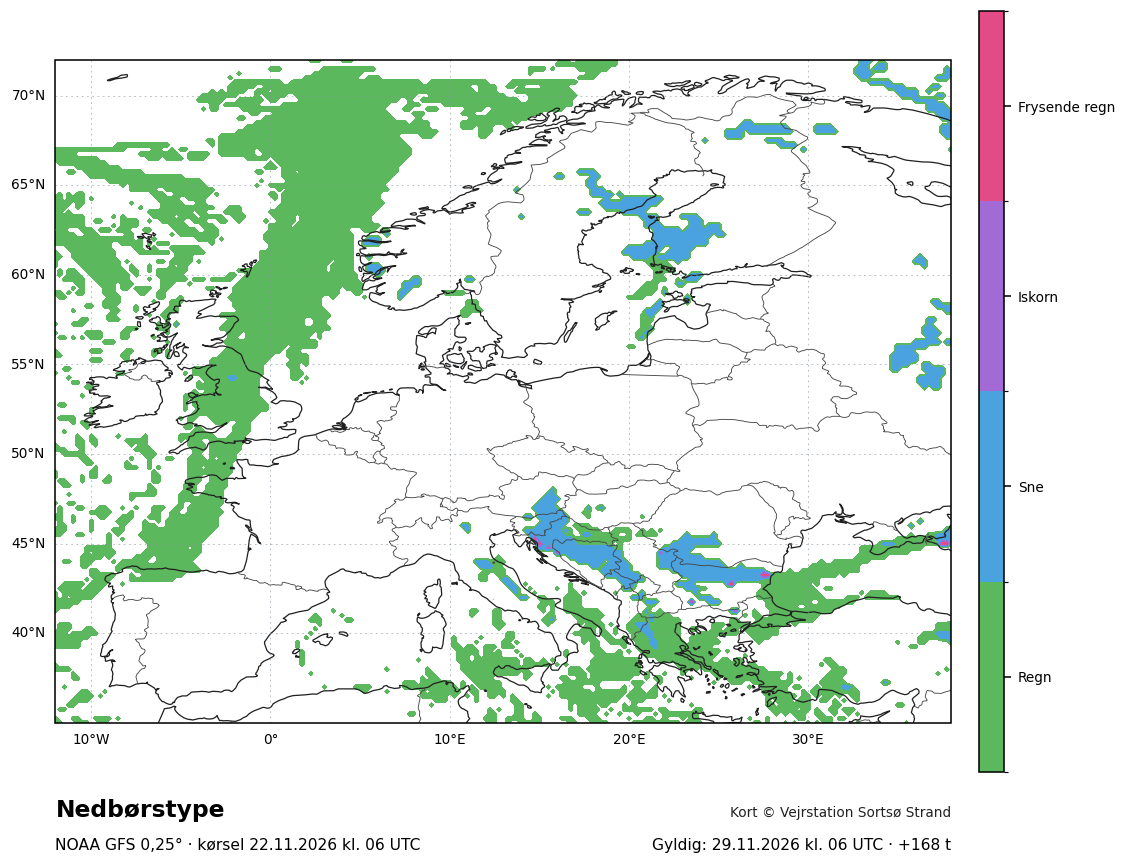 70°N
65°N
60°N
55°N
50°N
45°N
40°N
10°W
0°
10°E
20°E
30°E
Frysende regn
Iskorn
Sne
Regn
Nedbørstype
Kort © Vejrstation Sortsø Strand
NOAA GFS 0,25° · kørsel 22.11.2026 kl. 06 UTC
Gyldig: 29.11.2026 kl. 06 UTC · +168 t